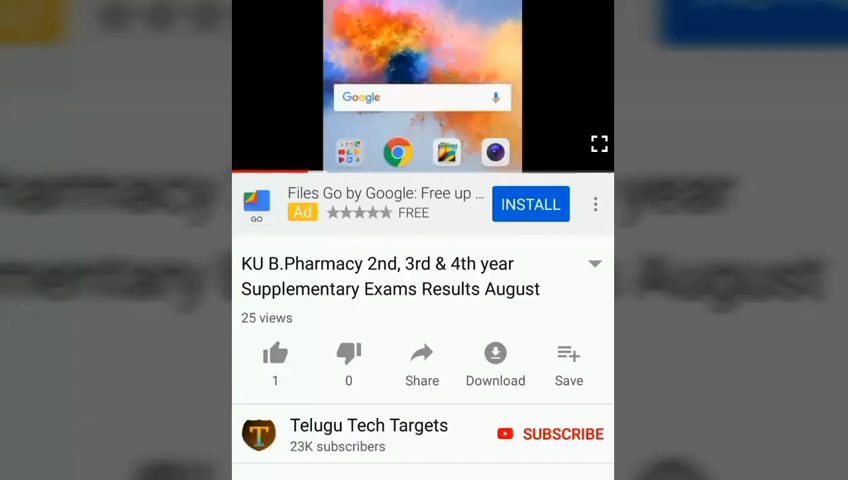 Google
Files Go by Google: Free up ...
INSTALL
GO
Ad
FREE
KU B.Pharmacy 2nd, 3rd & 4th year
Supplementary Exams Results August
25 views
1
0
Share
Download
Save
Telugu Tech Targets
SUBSCRIBE
23K subscribers